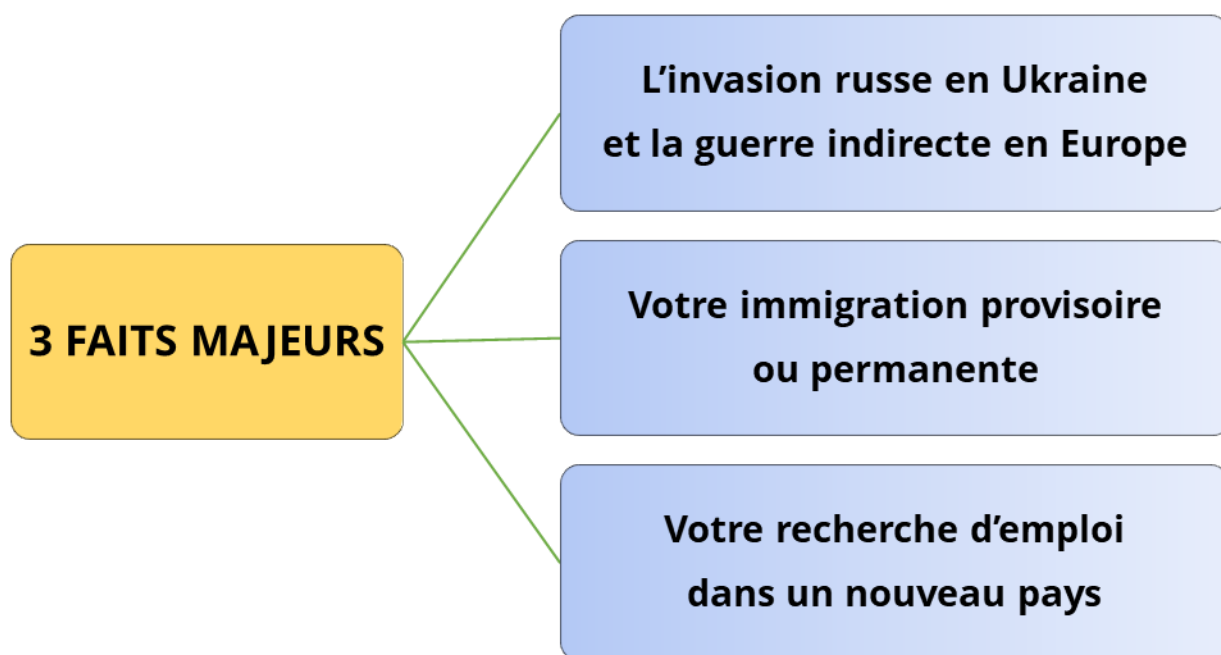 3 FAITS MAJEURS
L’invasion russe en Ukraine
et la guerre indirecte en Europe
Votre immigration provisoire
ou permanente
Votre recherche d’emploi
dans un nouveau pays